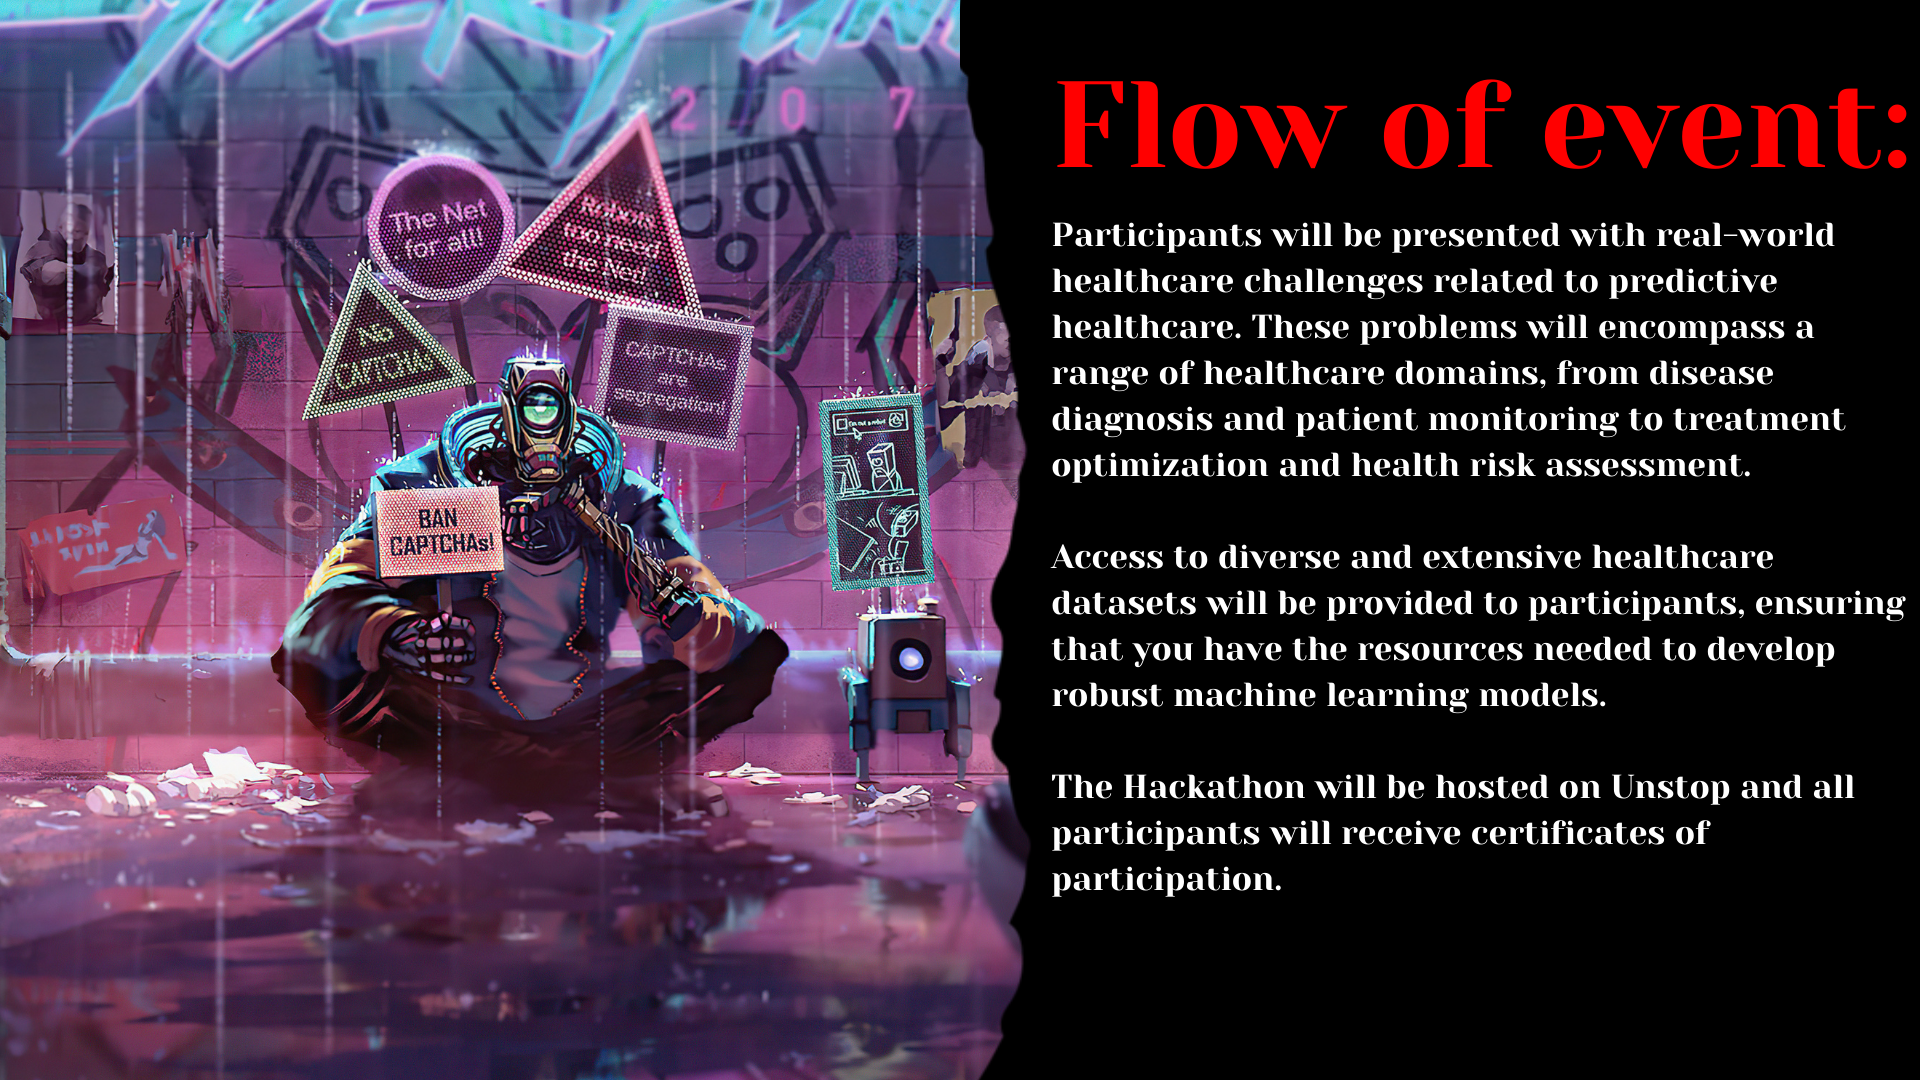 2 0 7
The Net
for all!
Robots
too need
the Net!
No
CAPTCHAs
CAPTCHAs
are
segregation!
BAN
CAPTCHAs!
Flow of event:
Participants will be presented with real-world
healthcare challenges related to predictive
healthcare. These problems will encompass a
range of healthcare domains, from disease
diagnosis and patient monitoring to treatment
optimization and health risk assessment.
Access to diverse and extensive healthcare
datasets will be provided to participants, ensuring
that you have the resources needed to develop
robust machine learning models.
The Hackathon will be hosted on Unstop and all
participants will receive certificates of
participation.